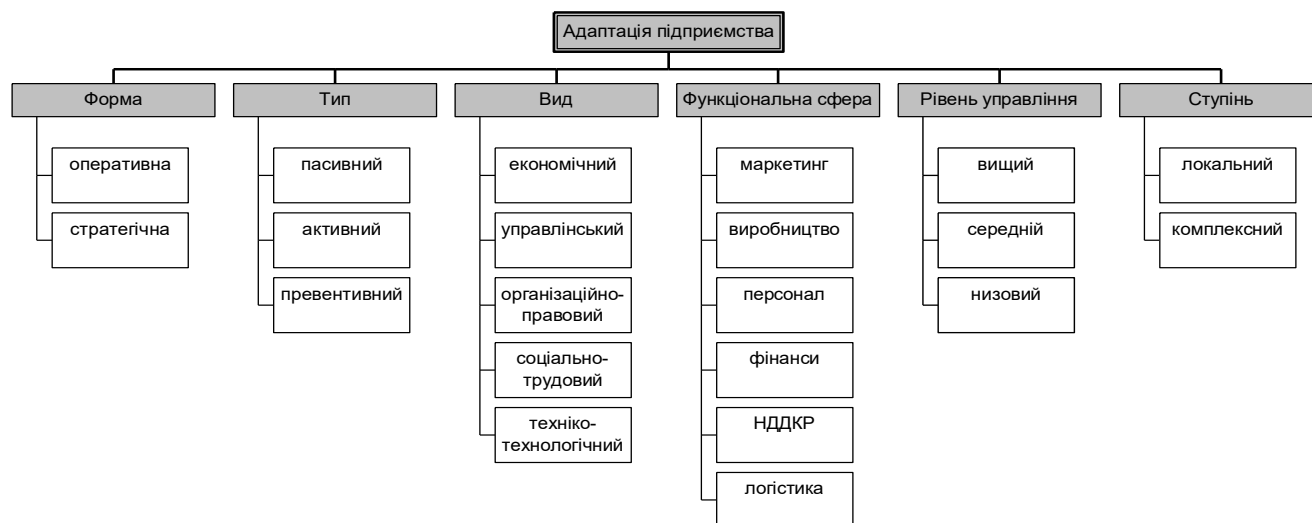 Адаптація підприємства
Форма
Тип
Вид
Функціональна сфера
Рівень управління
Ступінь
оперативна
стратегічна
пасивний
активний
превентивний
економічний
управлінський
організаційно-
правовий
соціально-
трудовий
техніко-
технологічний
маркетинг
виробництво
персонал
фінанси
НДДКР
логістика
вищий
середній
низовий
локальний
комплексний